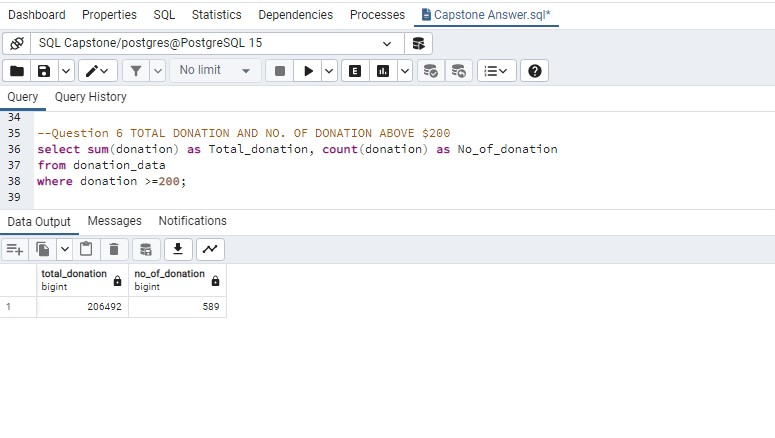 Dashboard Properties SQL Statistics Dependencies Processes Capstone Answer.sql*
SQL Capstone/postgres@PostgreSQL 15
No limit E ?
Query Query History
34
35 --Question 6 TOTAL DONATION AND NO. OF DONATION ABOVE $200
36 select sum(donation) as Total_donation, count(donation) as No_of_donation
37 from donation_data
38 where donation >=200;
39
Data Output Messages Notifications
total_donation no_of_donation
bigint bigint
1 206492 589